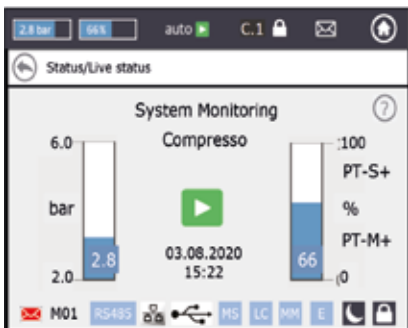 2.8 bar 66% auto C.1
Status/Live status
System Monitoring ?
6.0 Compresso 100
PT-S+
bar %
PT-M+
2.8 03.08.2020 66
2.0 15:22 0
M01 RS485 MS LC MM E